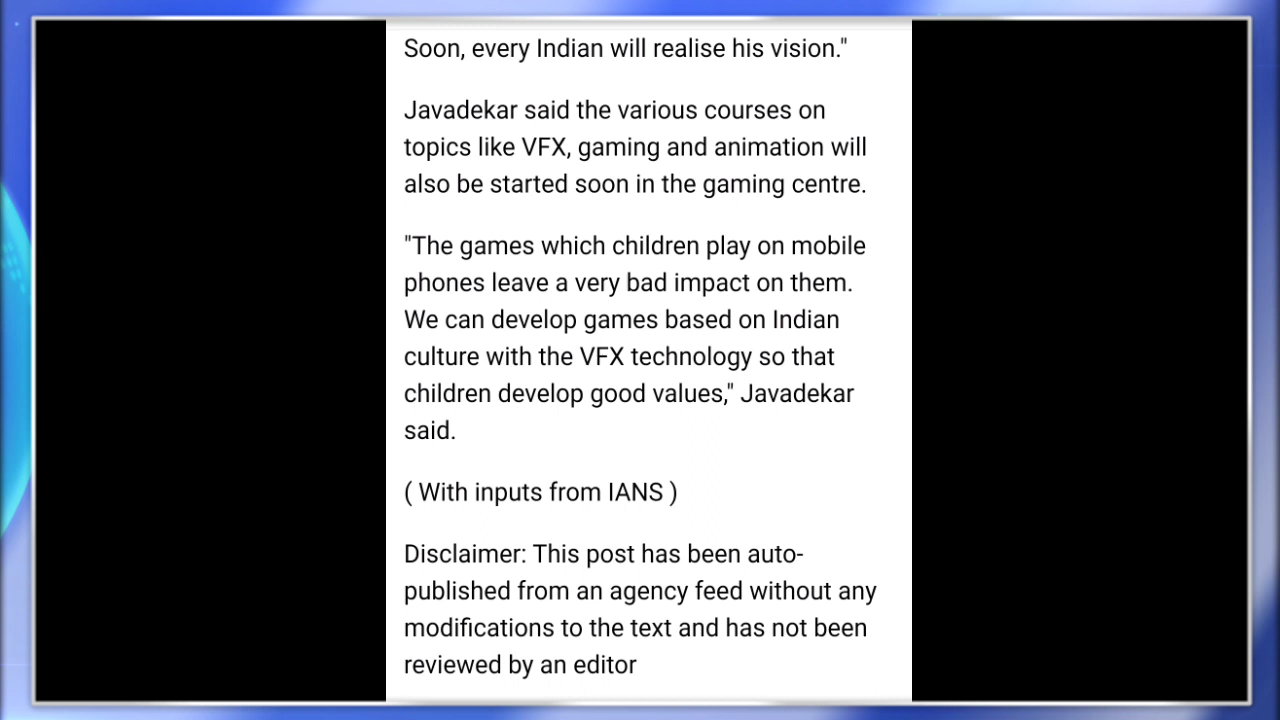 Soon, every Indian will realise his vision."
Javadekar said the various courses on
topics like VFX, gaming and animation will
also be started soon in the gaming centre.
"The games which children play on mobile
phones leave a very bad impact on them.
We can develop games based on Indian
culture with the VFX technology so that
children develop good values," Javadekar
said.
( With inputs from IANS )
Disclaimer: This post has been auto-
published from an agency feed without any
modifications to the text and has not been
reviewed by an editor